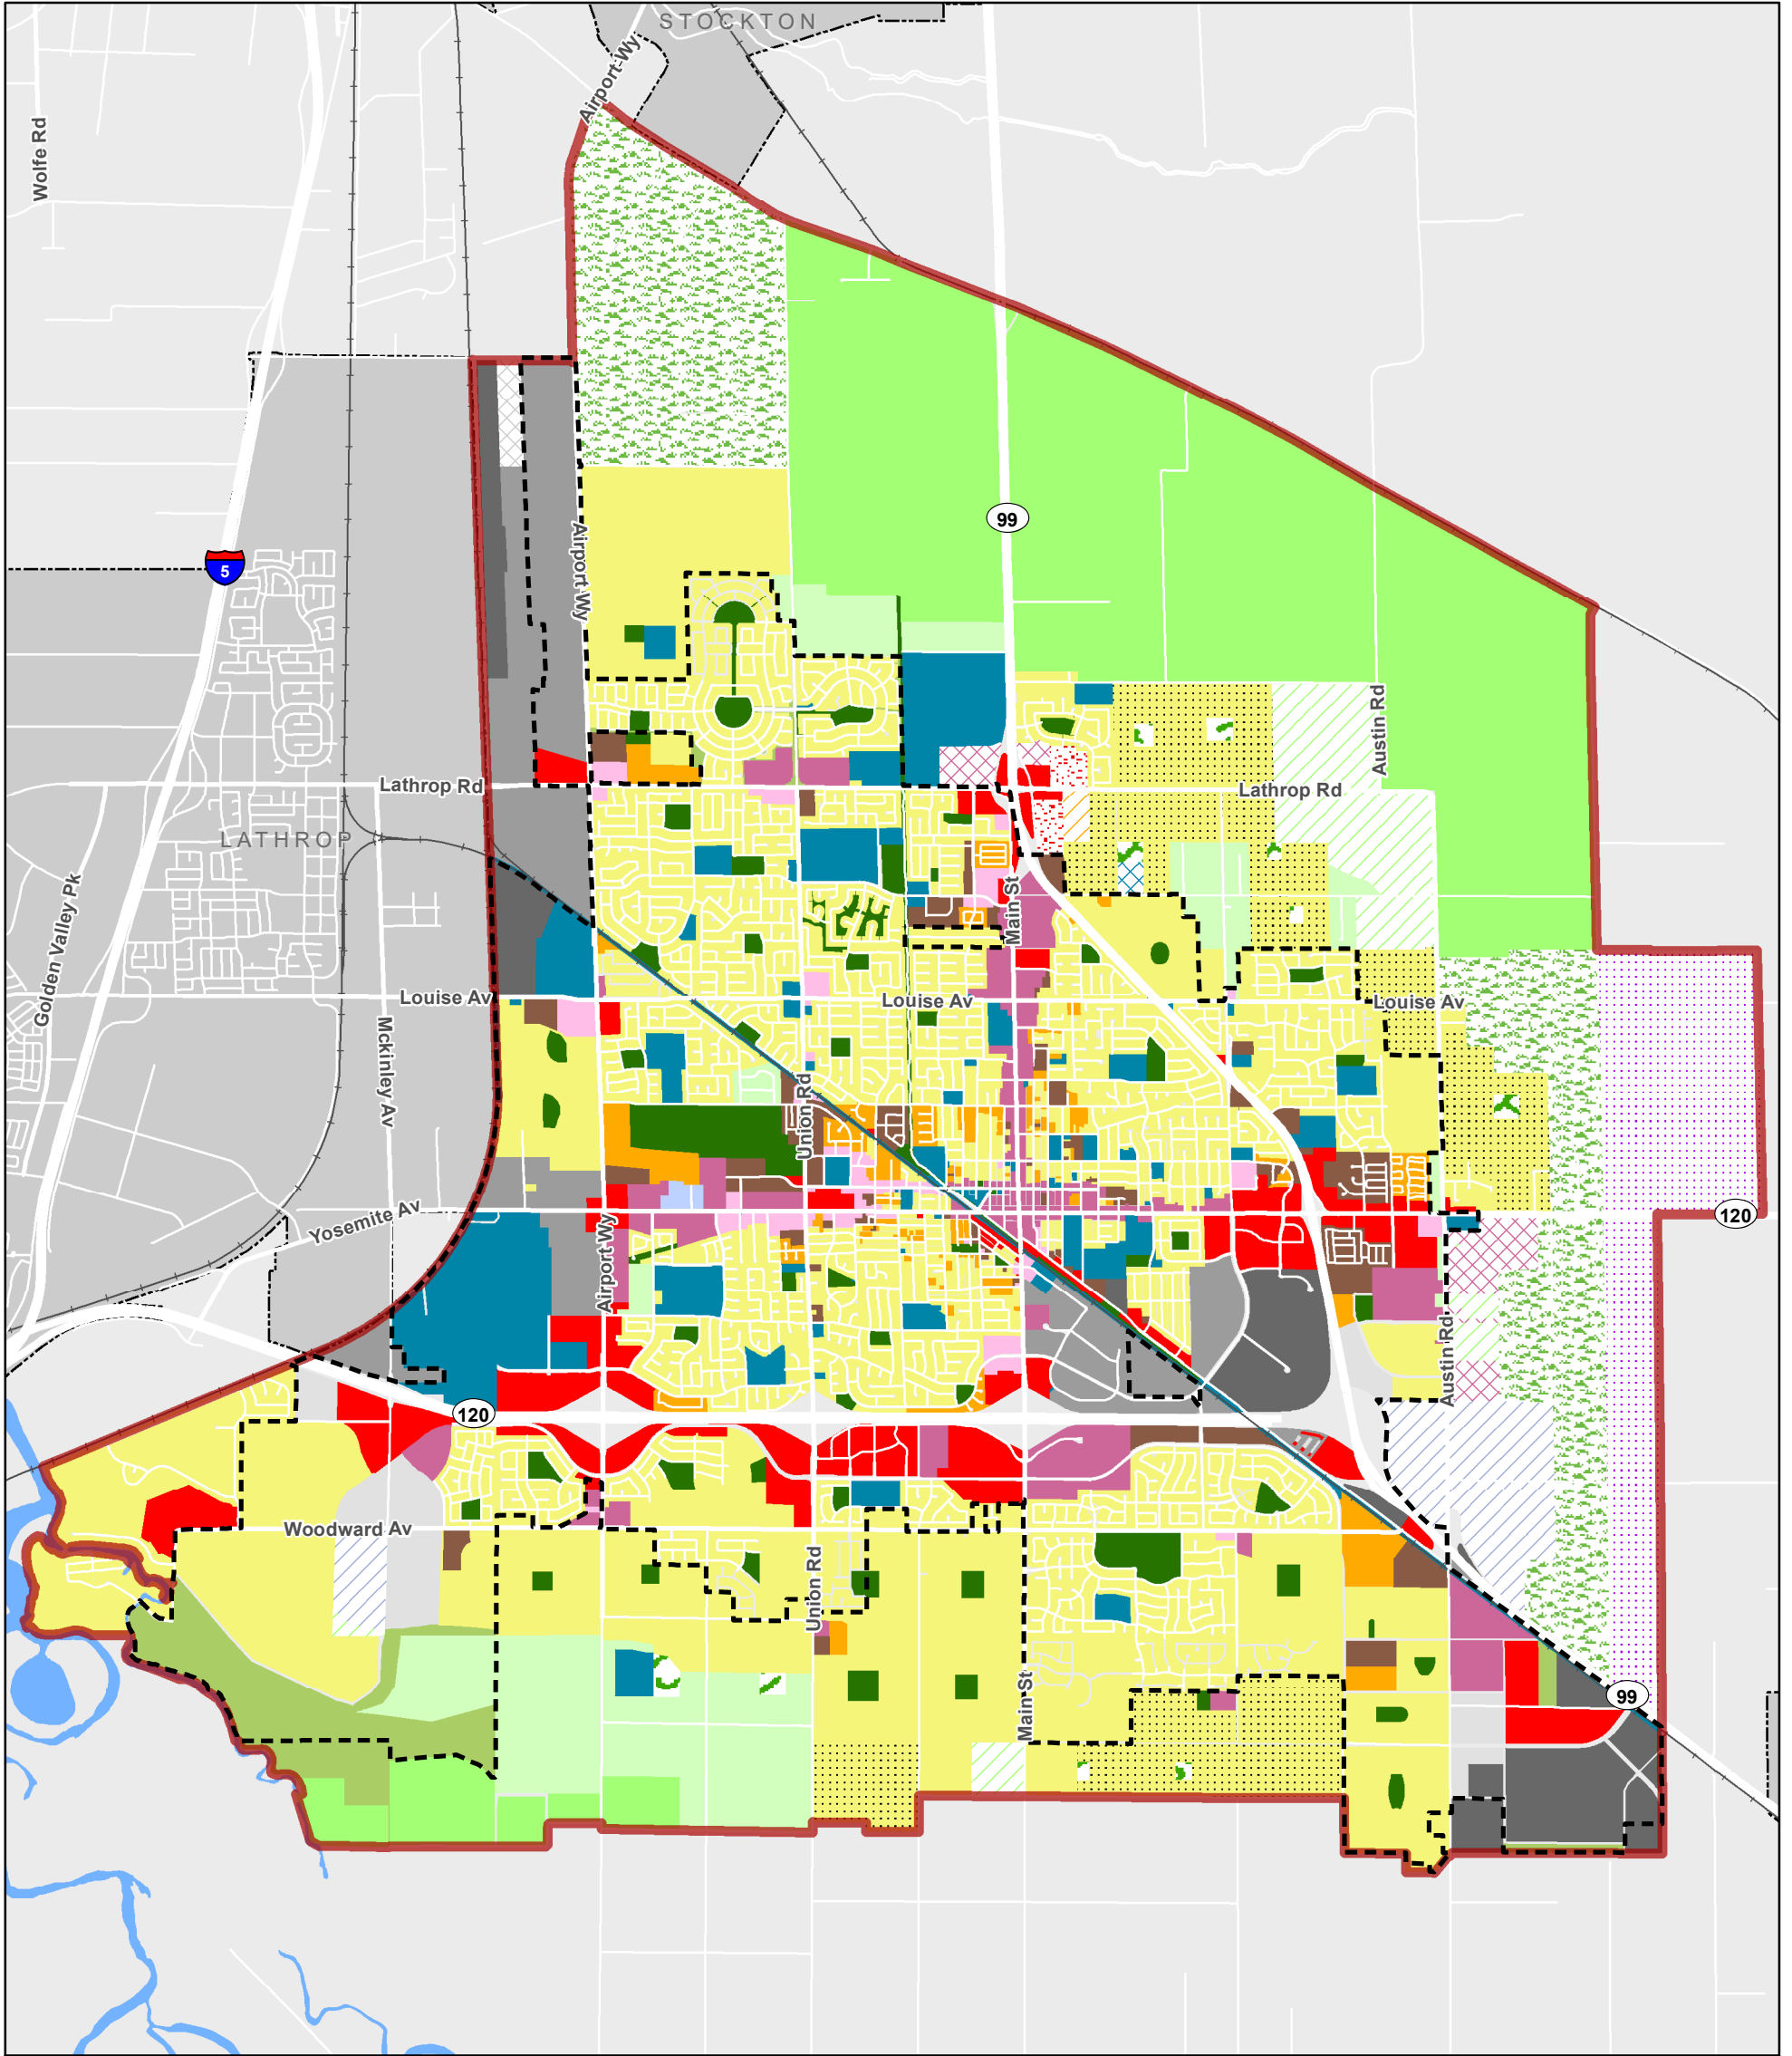 STOCKTON
Airport Wy
Wolfe Rd
99
5
Airport Wy
Austin Rd
Lathrop Rd
Lathrop Rd
LATHROP
Golden Valley Pk
Main St
Louise Av
Louise Av
Louise Av
Mckinley Av
Union Rd
Yosemite Av
Airport Wy
120
Austin Rd
120
Woodward Av
Union Rd
Main St
99